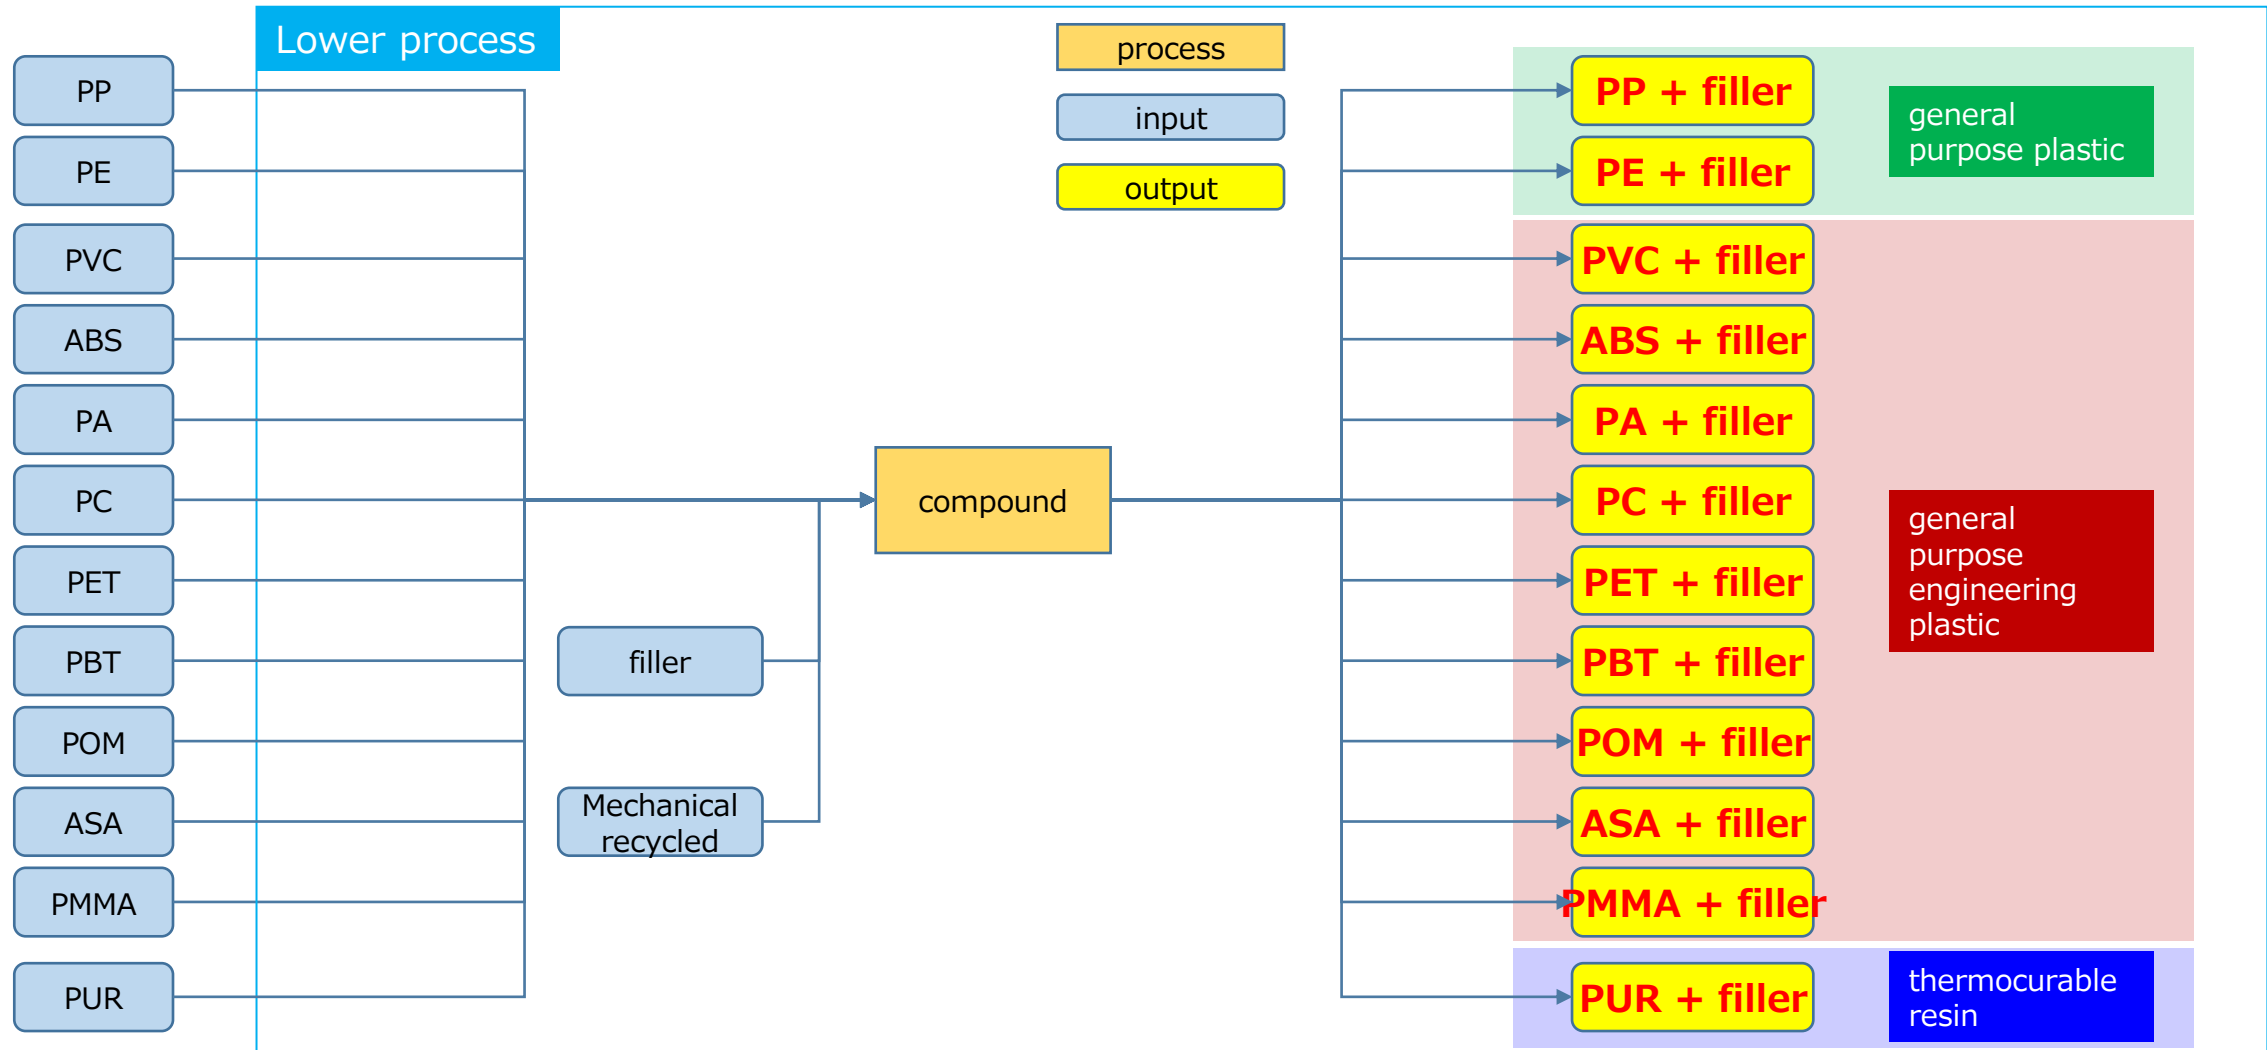 Lower process
process
input
output
PP
PE
PVC
ABS
PA
PC
PET
PBT
POM
ASA
PMMA
PUR
filler
Mechanical
recycled
compound
PP + filler
PE + filler
PVC + filler
ABS + filler
PA + filler
PC + filler
PET + filler
PBT + filler
POM + filler
ASA + filler
PMMA + filler
PUR + filler
general
purpose plastic
general
purpose
engineering
plastic
thermocurable
resin